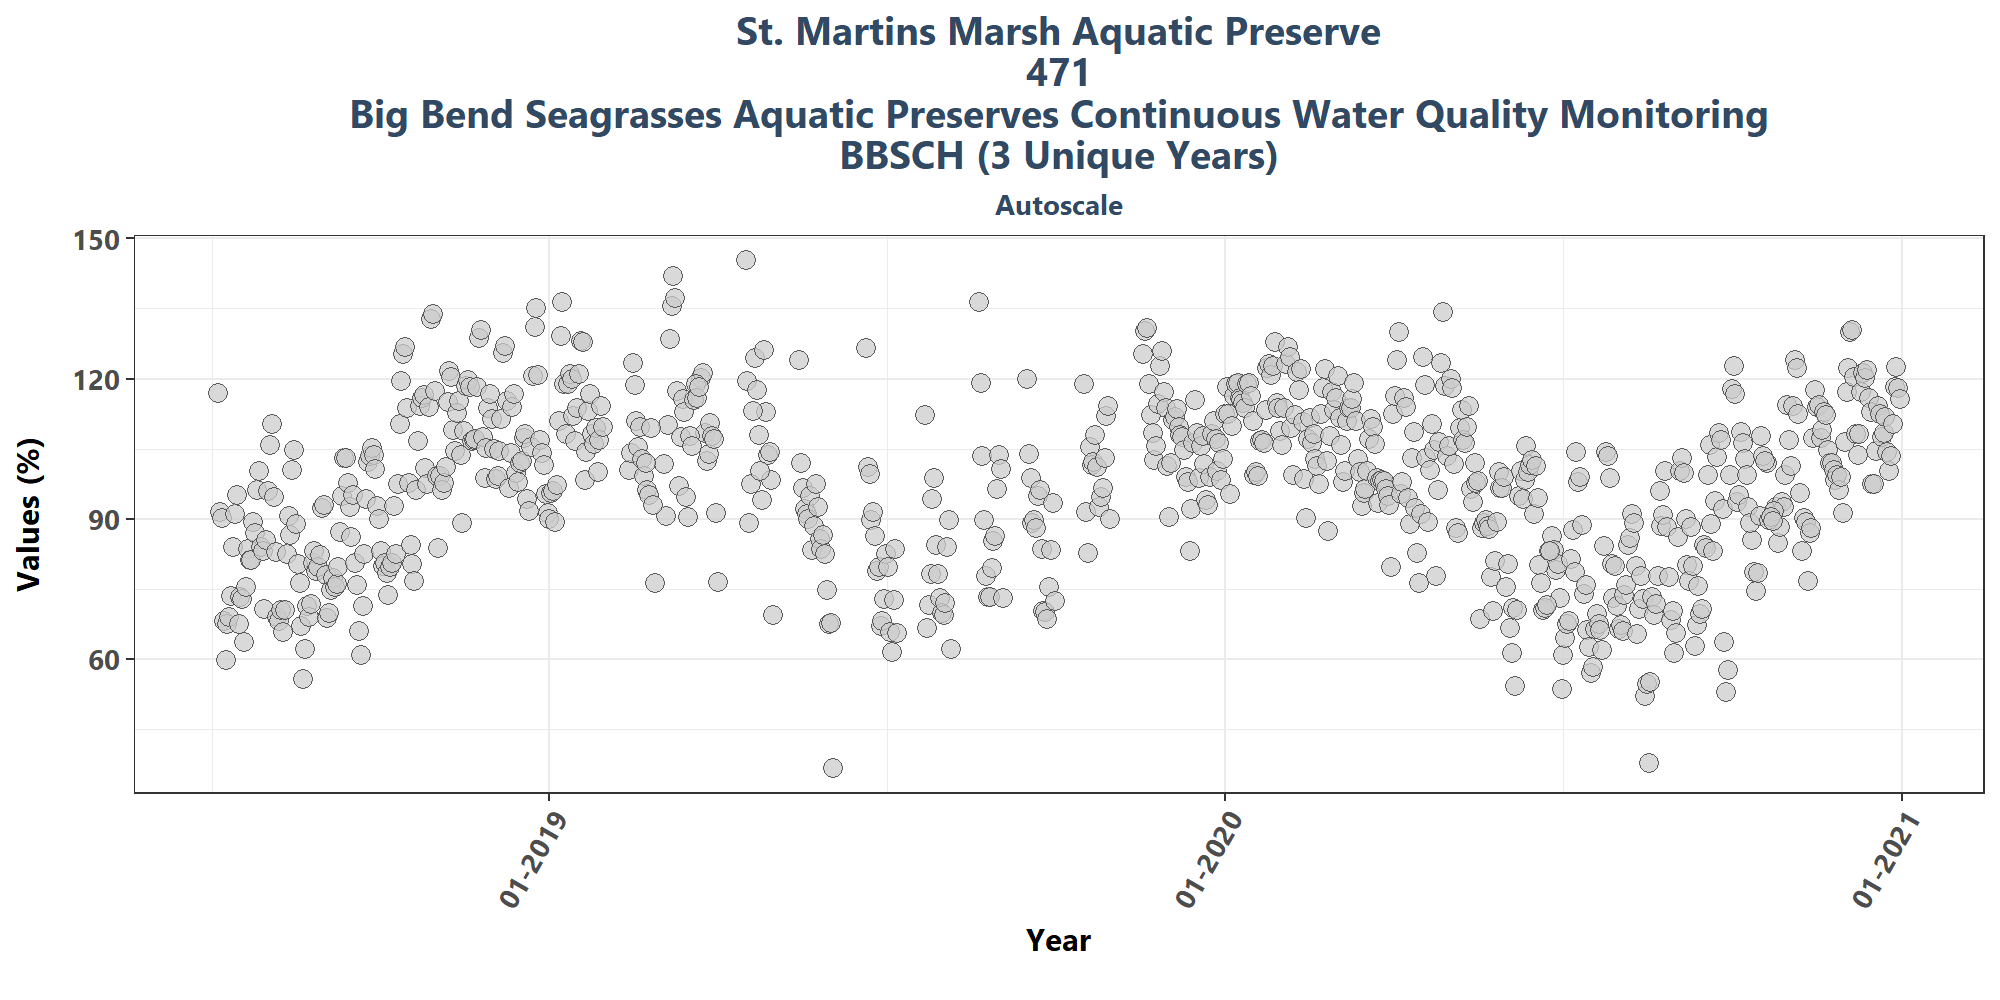 St. Martins Marsh Aquatic Preserve
471
Big Bend Seagrasses Aquatic Preserves Continuous Water Quality Monitoring
BBSCH (3 Unique Years)
Autoscale
150
120
90
60
Values (%)
01-2019
01-2020
01-2021
Year